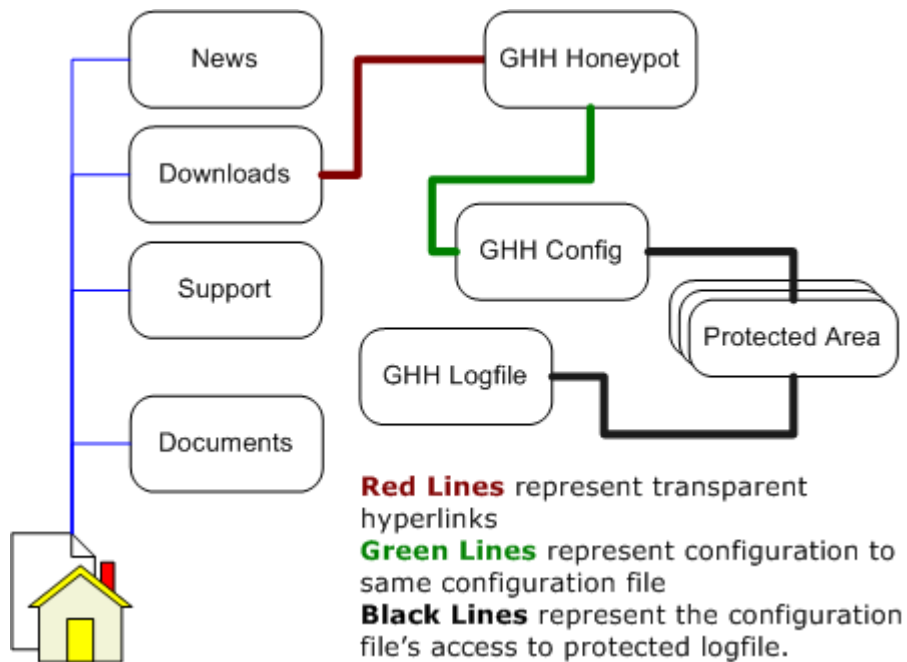 News
GHH Honeypot
Downloads
GHH Config
Support
Protected Area
GHH Logfile
Documents
Red Lines represent transparent
hyperlinks
Green Lines represent configuration to
same configuration file
Black Lines represent the configuration
file's access to protected logfile.